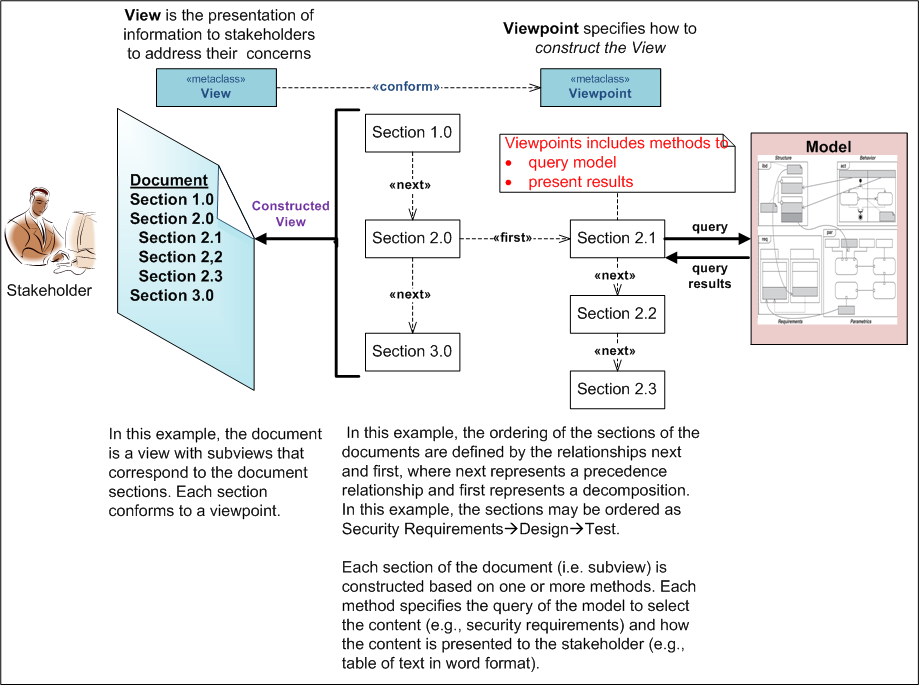 View is the presentation of
information to stakeholders
to address their concerns
Viewpoint specifies how to
construct the View
«metaclass»
View
«conform»
«metaclass»
Viewpoint
Document
Section 1.0
Section 2.0
Section 2.1
Section 2,2
Section 2.3
Section 3.0
Stakeholder
Constructed
View
Section 1.0
«next»
Section 2.0
«next»
Section 3.0
«first»
Viewpoints includes methods to
• query model
• present results
Section 2.1
«next»
Section 2.2
«next»
Section 2.3
query
query
results
Model
Structure
Behavior
ibd
act
req
par
Requirements
Parametrics
In this example, the document
is a view with subviews that
correspond to the document
sections. Each section
conforms to a viewpoint.
In this example, the ordering of the sections of the
documents are defined by the relationships next
and first, where next represents a precedence
relationship and first represents a decomposition.
In this example, the sections may be ordered as
Security Requirements→Design→Test.
Each section of the document (i.e. subview) is
constructed based on one or more methods. Each
method specifies the query of the model to select
the content (e.g., security requirements) and how
the content is presented to the stakeholder (e.g.,
table of text in word format).